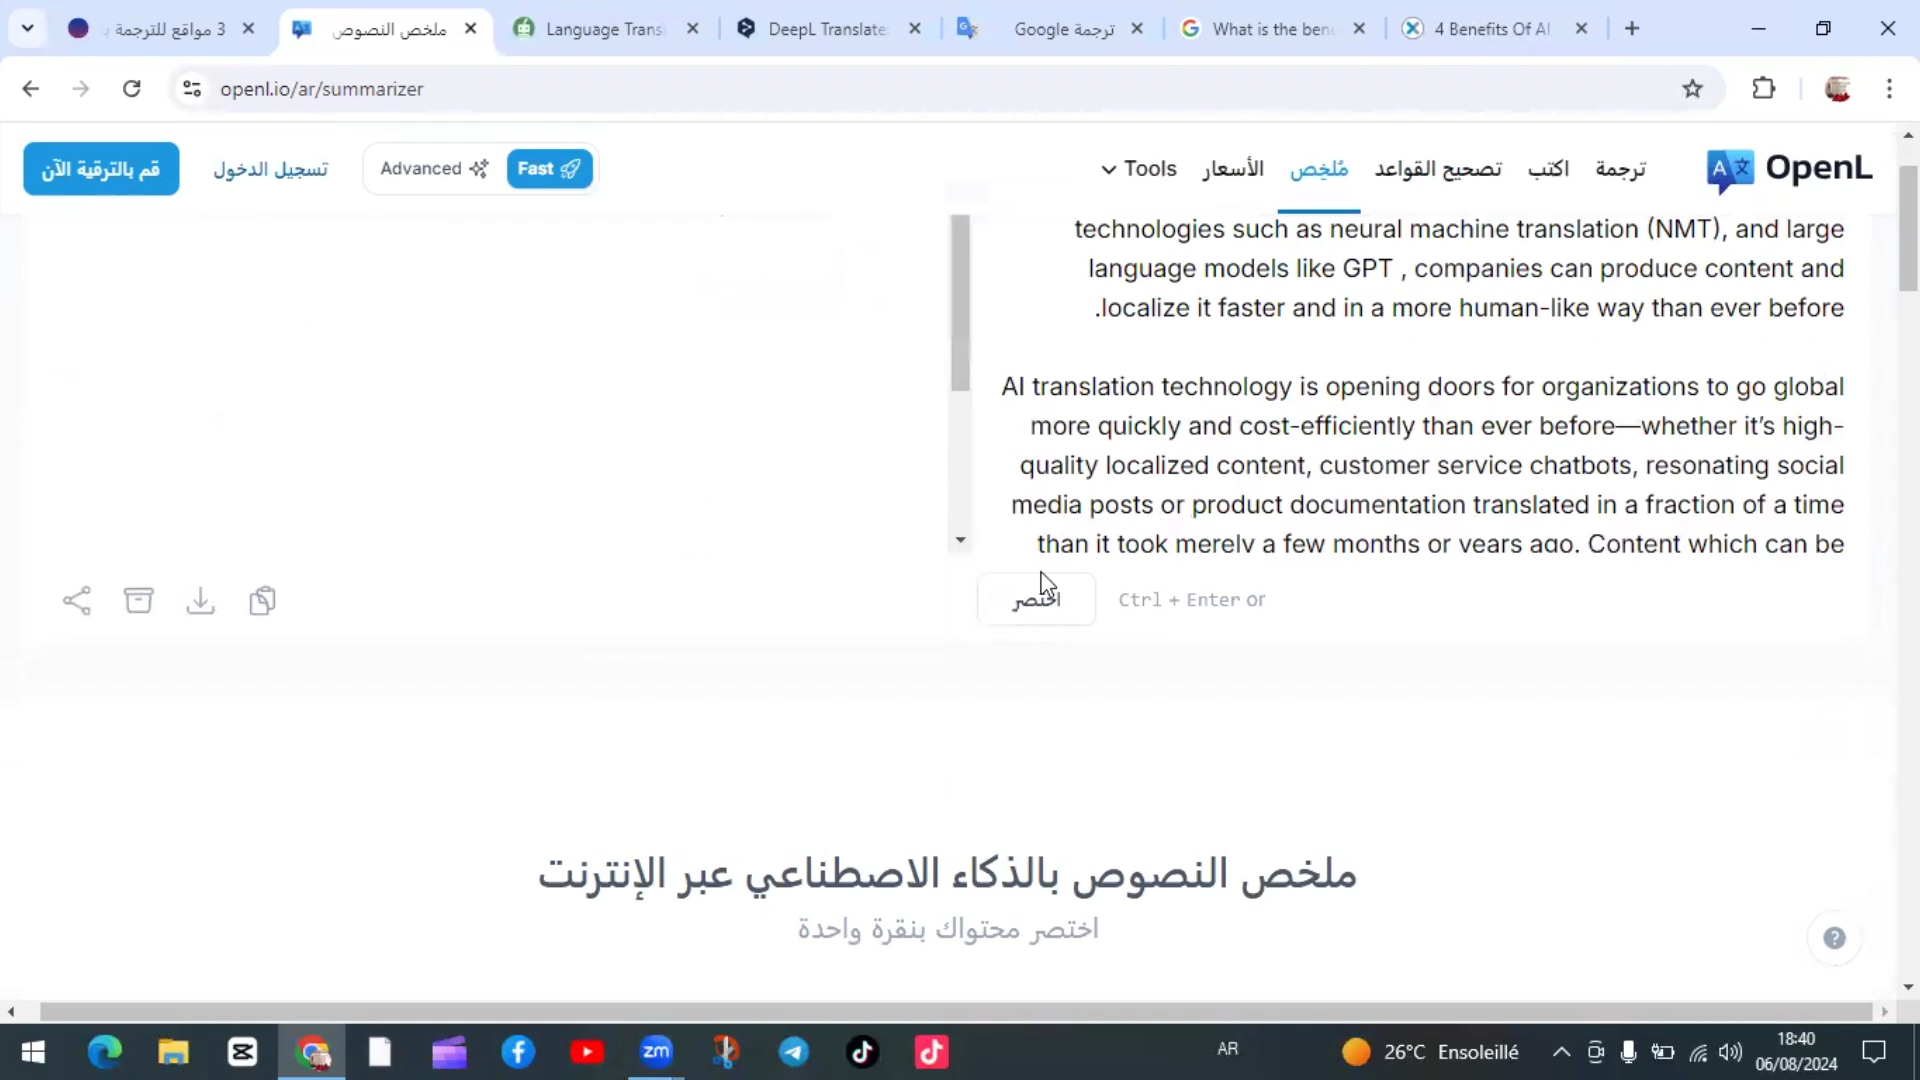 3 مواقع للترجمة ب
ملخص النصوص
Language Trans
DeepL Translate
ترجمة Google
What is the bene
4 Benefits Of AI
openl.io/ar/summarizer
OpenL
ترجمة
اكتب
تصحيح القواعد
مُلخِص
الأسعار
Tools
Fast
Advanced
تسجيل الدخول
قم بالترقية الآن
technologies such as neural machine translation (NMT), and large
language models like GPT , companies can produce content and
.localize it faster and in a more human-like way than ever before
AI translation technology is opening doors for organizations to go global
more quickly and cost-efficiently than ever before—whether it’s high-
quality localized content, customer service chatbots, resonating social
media posts or product documentation translated in a fraction of a time
than it took merely a few months or years ago. Content which can be
اختصر
Ctrl + Enter or
ملخص النصوص بالذكاء الاصطناعي عبر الإنترنت
اختصر محتواك بنقرة واحدة
zm
AR
26°C Ensoleillé
18:40
06/08/2024